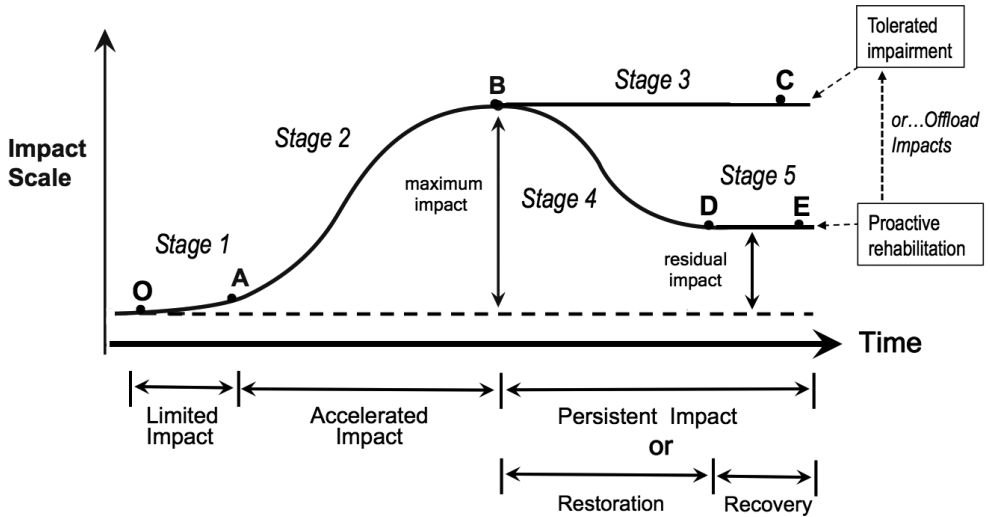 Tolerated
impairment
C
Stage 3
B
or...Offload
Impacts
Stage 2
Impact
Scale
maximum
impact
Stage 4
Stage 5
D
E
Proactive
rehabilitation
Stage 1
residual
impact
A
O
Time
Limited
Impact
Accelerated
Impact
Persistent Impact
or
Restoration
Recovery